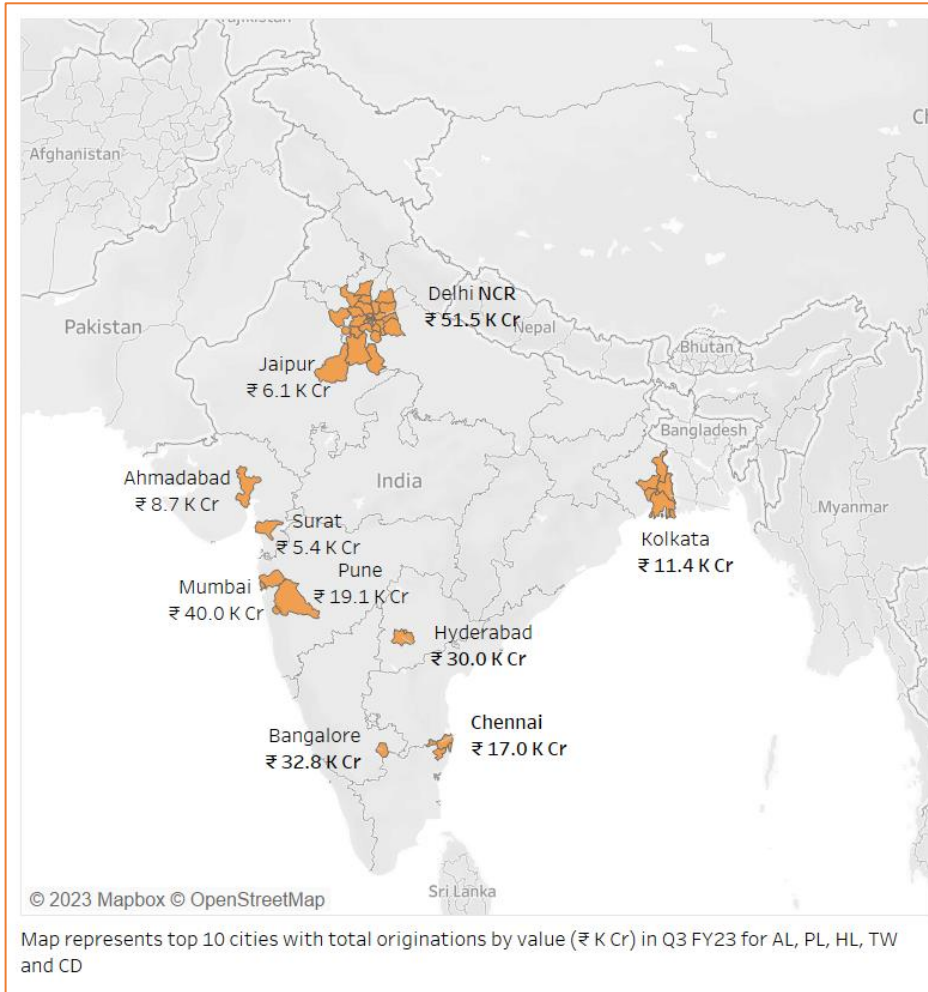 Tajikistan
Ch
Afghanistan
Delhi NCR
₹ 51.5 K Cr
Pakistan
Nepal
Bhutan
Jaipur
₹ 6.1 K Cr
Bangladesh
Ahmadabad
₹ 8.7 K Cr
India
Surat
₹ 5.4 K Cr
Myanmar
Kolkata
₹ 11.4 K Cr
Pune
₹ 19.1 K Cr
Mumbai
₹ 40.0 K Cr
Hyderabad
₹ 30.0 K Cr
Chennai
₹ 17.0 K Cr
Bangalore
₹ 32.8 K Cr
Sri Lanka
© 2023 Mapbox © OpenStreetMap
Map represents top 10 cities with total originations by value (₹ K Cr) in Q3 FY23 for AL, PL, HL, TW
and CD